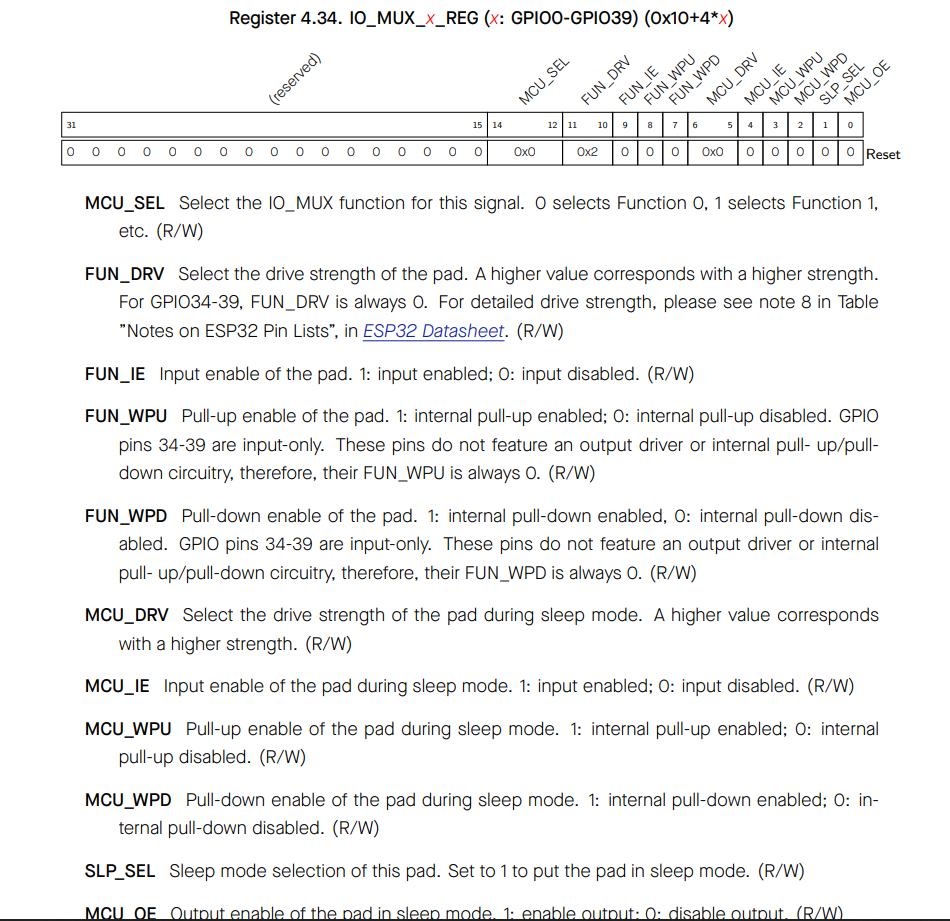 Register 4.34. IO_MUX_x_REG (x: GPIO0-GPIO39) (0x10+4*x)
(reserved) MCU_SEL FUN_DRV FUN_IE FUN_WPU FUN_WPD MCU_DRV MCU_IE MCU_WPU MCU_WPD SLP_SEL MCU_OE
31 15 14 12 11 10 9 8 7 6 5 4 3 2 1 0
0 0 0 0 0 0 0 0 0 0 0 0 0 0 0 0 0 0x0 0x2 0 0 0 0x0 0 0 0 0 0 Reset
MCU_SEL Select the IO_MUX function for this signal. 0 selects Function 0, 1 selects Function 1,
etc. (R/W)
FUN_DRV Select the drive strength of the pad. A higher value corresponds with a higher strength.
For GPIO34-39, FUN_DRV is always 0. For detailed drive strength, please see note 8 in Table
”Notes on ESP32 Pin Lists”, in ESP32 Datasheet. (R/W)
FUN_IE Input enable of the pad. 1: input enabled; 0: input disabled. (R/W)
FUN_WPU Pull-up enable of the pad. 1: internal pull-up enabled; 0: internal pull-up disabled. GPIO
pins 34-39 are input-only. These pins do not feature an output driver or internal pull- up/pull-
down circuitry, therefore, their FUN_WPU is always 0. (R/W)
FUN_WPD Pull-down enable of the pad. 1: internal pull-down enabled, 0: internal pull-down dis-
abled. GPIO pins 34-39 are input-only. These pins do not feature an output driver or internal
pull- up/pull-down circuitry, therefore, their FUN_WPD is always 0. (R/W)
MCU_DRV Select the drive strength of the pad during sleep mode. A higher value corresponds
with a higher strength. (R/W)
MCU_IE Input enable of the pad during sleep mode. 1: input enabled; 0: input disabled. (R/W)
MCU_WPU Pull-up enable of the pad during sleep mode. 1: internal pull-up enabled; 0: internal
pull-up disabled. (R/W)
MCU_WPD Pull-down enable of the pad during sleep mode. 1: internal pull-down enabled; 0: in-
ternal pull-down disabled. (R/W)
SLP_SEL Sleep mode selection of this pad. Set to 1 to put the pad in sleep mode. (R/W)
MCU_OE Output enable of the pad in sleep mode. 1: enable output; 0: disable output. (R/W)